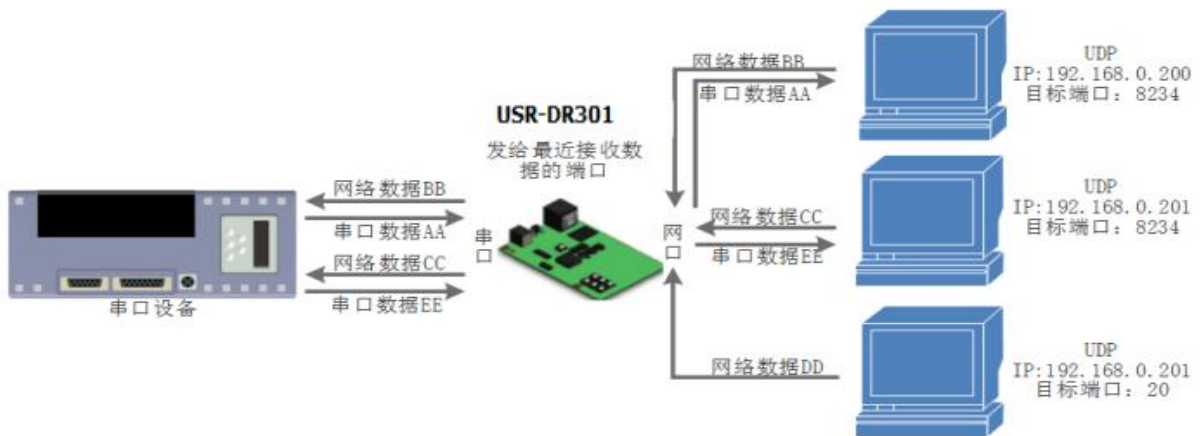 网络数据BB
串口数据AA
UDP
IP:192.168.0.200
目标端口：8234
USR-DR301
发给最近接收数
据的端口
网络数据BB
串口数据AA
网络数据CC
串口数据EE
串口设备
串口
网口
网络数据CC
串口数据EE
UDP
IP:192.168.0.201
目标端口：8234
网络数据DD
UDP
IP:192.168.0.201
目标端口：20